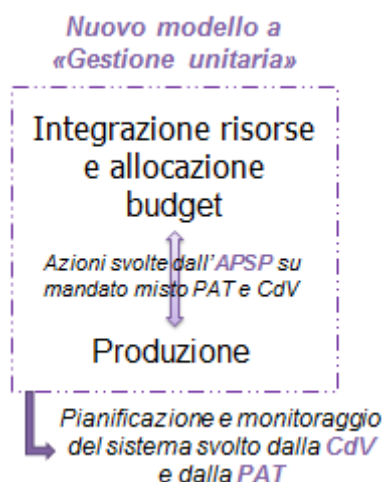 Nuovo modello a
«Gestione unitaria»
Integrazione risorse
e allocazione
budget
Azioni svolte dall'APSP su
mandato misto PAT e CdV
Produzione
Pianificazione e monitoraggio
del sistema svolto dalla CdV
e dalla PAT